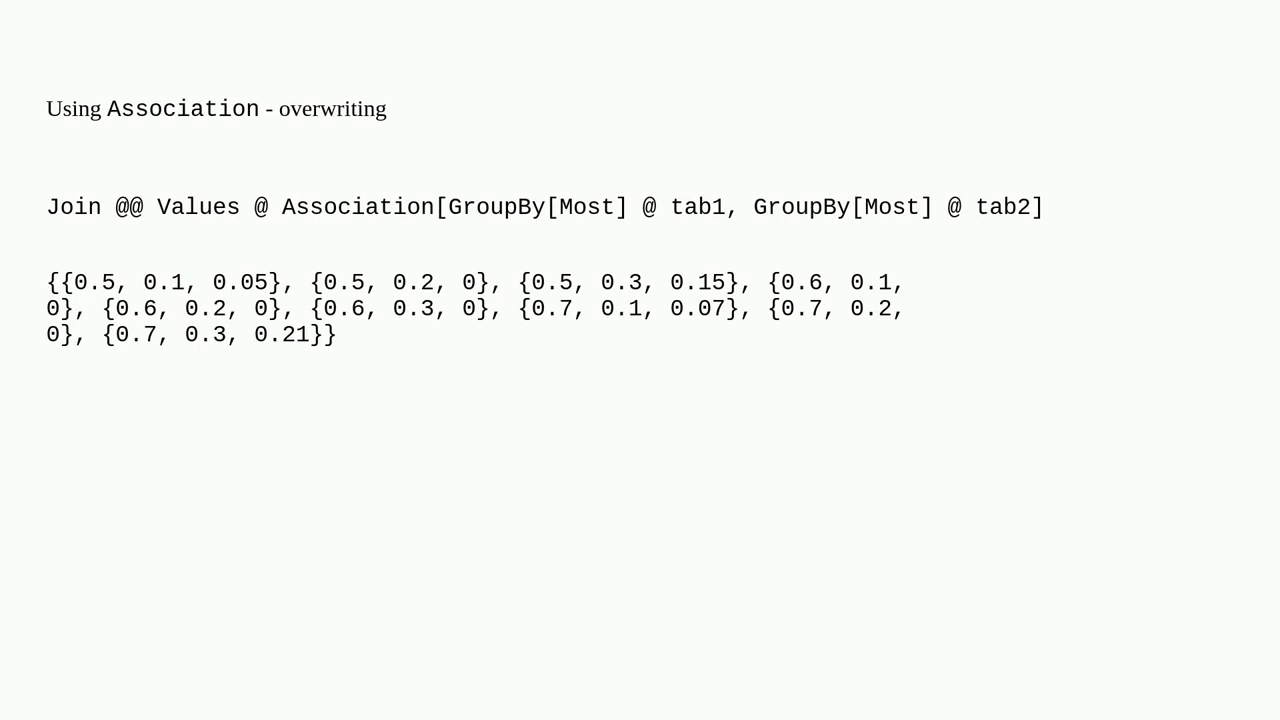 Using Association - overwriting
Join @@ Values @ Association[GroupBy[Most] @ tab1, GroupBy[Most] @ tab2]
{{0.5, 0.1, 0.05}, {0.5, 0.2, 0}, {0.5, 0.3, 0.15}, {0.6, 0.1,
0}, {0.6, 0.2, 0}, {0.6, 0.3, 0}, {0.7, 0.1, 0.07}, {0.7, 0.2,
0}, {0.7, 0.3, 0.21}}